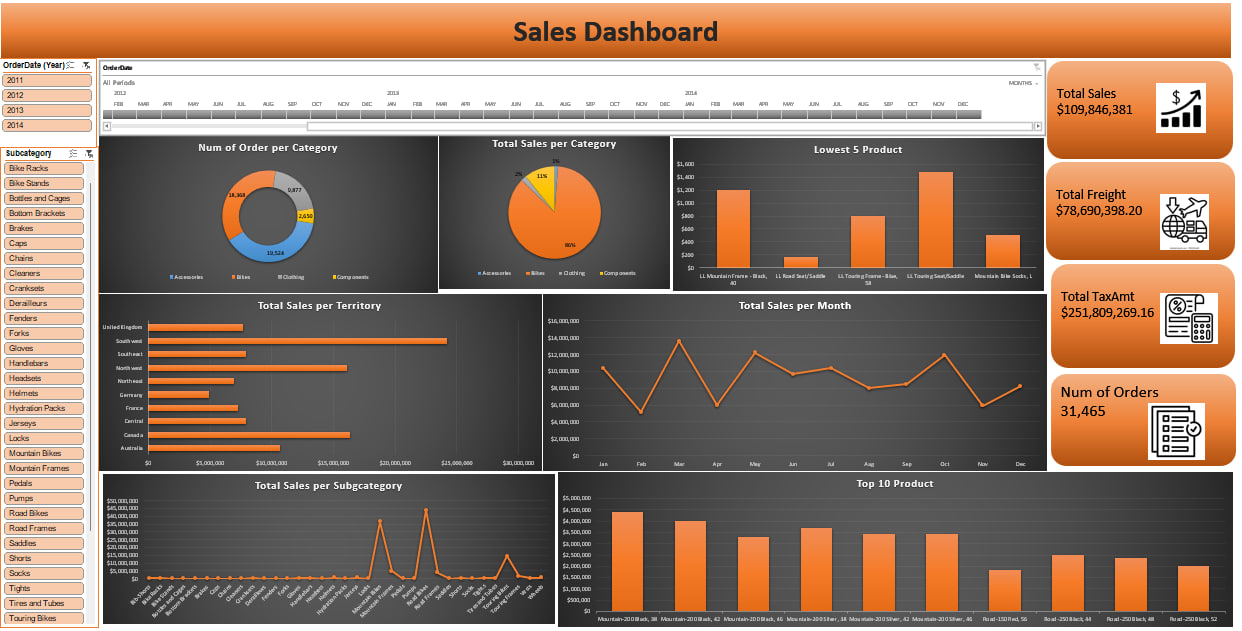 Sales Dashboard
OrderDate (Year)
2011
2012
2013
2014
OrderDate
All Periods
MONTHS
2012 2013 2014
FEB MAR APR MAY JUN JUL AUG SEP OCT NOV DEC JAN FEB MAR APR MAY JUN JUL AUG SEP OCT NOV DEC JAN FEB MAR APR MAY JUN JUL AUG SEP OCT NOV DEC
Total Sales
$109,846,381
Total Freight
$78,690,398.20
Total TaxAmt
$251,809,269.16
Num of Orders
31,465
Subcategory
Bike Racks
Bike Stands
Bottles and Cages
Bottom Brackets
Brakes
Caps
Chains
Cleaners
Cranksets
Derailleurs
Fenders
Forks
Gloves
Handlebars
Headsets
Helmets
Hydration Packs
Jerseys
Locks
Mountain Bikes
Mountain Frames
Pedals
Pumps
Road Bikes
Road Frames
Saddles
Shorts
Socks
Tights
Tires and Tubes
Touring Bikes
Num of Order per Category
18,368
9,877
2,650
19,524
Accessories Bikes Clothing Components
Total Sales per Category
1%
2%
11%
86%
Accessories Bikes Clothing Components
Lowest 5 Product
$1,600
$1,400
$1,200
$1,000
$800
$600
$400
$200
$0
LL Mountain Frame - Black, 40
LL Road Seat/Saddle
LL Touring Frame - Blue, 58
LL Touring Seat/Saddle
Mountain Bike Socks, L
Total Sales per Territory
United Kingdom
Southwest
Southeast
Northwest
Northeast
Germany
France
Central
Canada
Australia
$0 $5,000,000 $10,000,000 $15,000,000 $20,000,000 $25,000,000 $30,000,000
Total Sales per Month
$16,000,000
$14,000,000
$12,000,000
$10,000,000
$8,000,000
$6,000,000
$4,000,000
$2,000,000
$0
Jan Feb Mar Apr May Jun Jul Aug Sep Oct Nov Dec
Total Sales per Subgcategory
$50,000,000
$45,000,000
$40,000,000
$35,000,000
$30,000,000
$25,000,000
$20,000,000
$15,000,000
$10,000,000
$5,000,000
$0
Bib-Shorts
Bike Racks
Bike Stands
Bottles and Cages
Bottom Brackets
Brakes
Caps
Chains
Cleaners
Cranksets
Derailleurs
Fenders
Forks
Gloves
Handlebars
Headsets
Helmets
Hydration Packs
Jerseys
Locks
Mountain Bikes
Mountain Frames
Pedals
Pumps
Road Bikes
Road Frames
Saddles
Shorts
Socks
Tights
Tires and Tubes
Touring Bikes
Touring Frames
Vests
Wheels
Top 10 Product
$5,000,000
$4,500,000
$4,000,000
$3,500,000
$3,000,000
$2,500,000
$2,000,000
$1,500,000
$1,000,000
$500,000
$0
Mountain-200 Black, 38 Mountain-200 Black, 42 Mountain-200 Black, 46 Mountain-200 Silver, 38 Mountain-200 Silver, 42 Mountain-200 Silver, 46 Road-150 Red, 56 Road-250 Black, 44 Road-250 Black, 48 Road-250 Black, 52